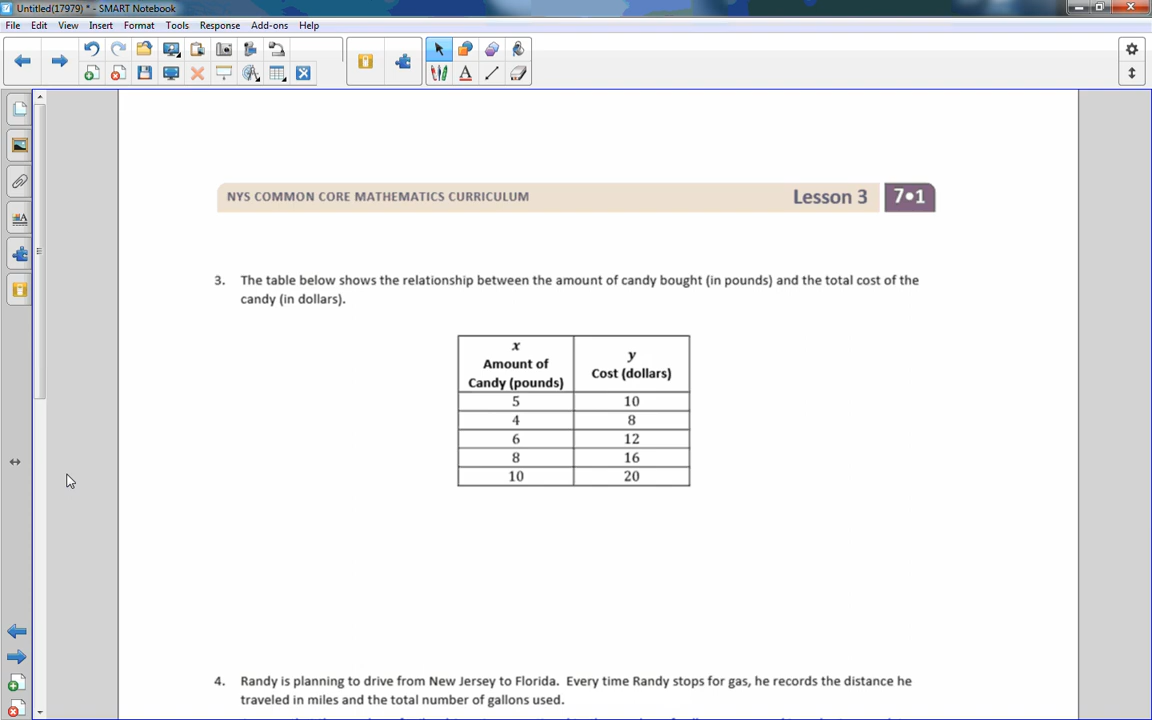 Untitled(17979) * - SMART Notebook
File Edit View Insert Format Tools Response Add-ons Help
NYS COMMON CORE MATHEMATICS CURRICULUM Lesson 3 7•1
3. The table below shows the relationship between the amount of candy bought (in pounds) and the total cost of the
candy (in dollars).
x y
Amount of Cost (dollars)
Candy (pounds)
5 10
4 8
6 12
8 16
10 20
4. Randy is planning to drive from New Jersey to Florida. Every time Randy stops for gas, he records the distance he
traveled in miles and the total number of gallons used.